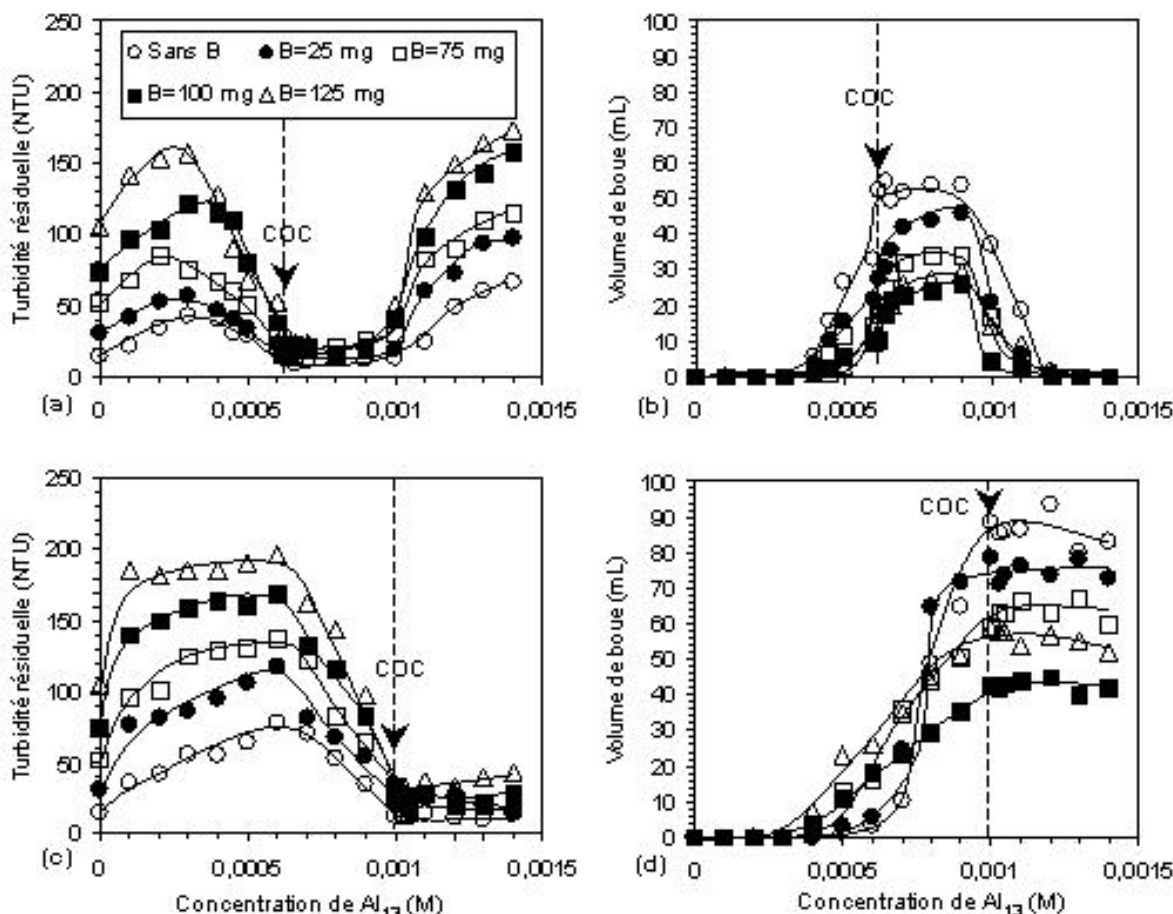 Turbidité résiduelle (NTU)
250
200
150
100
50
0
Sans B B=25 mg B=75 mg
B=100 mg B=125 mg
COC
(a)
0 0,0005 0,001 0,0015
Volume de boue (mL)
100
90
80
70
60
50
40
30
20
10
0
COC
(b)
0 0,0005 0,001 0,0015
Turbidité résiduelle (NTU)
250
200
150
100
50
0
COC
(c)
0 0,0005 0,001 0,0015
Concentration de Al13 (M)
Volume de boue (mL)
100
90
80
70
60
50
40
30
20
10
0
COC
(d)
0 0,0005 0,001 0,0015
Concentration de Al13 (M)